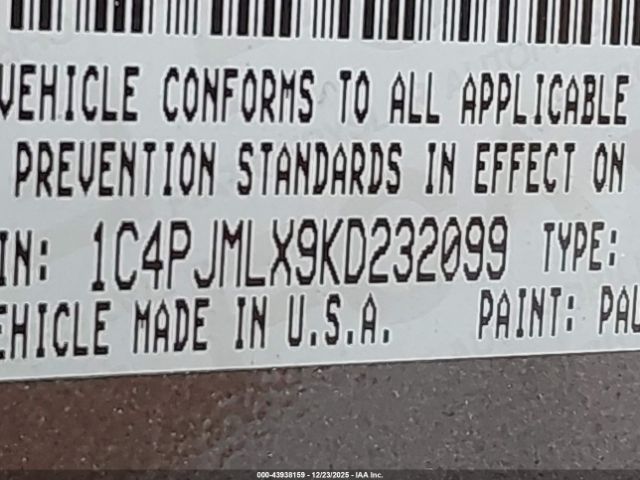 VEHICLE CONFORMS TO ALL APPLICABLE
PREVENTION STANDARDS IN EFFECT ON
IN: 1C4PJMLX9KD232099 TYPE:
EHICLE MADE IN U.S.A. PAINT: PAL
000-43938159 - 12/23/2025 - IAA Inc.